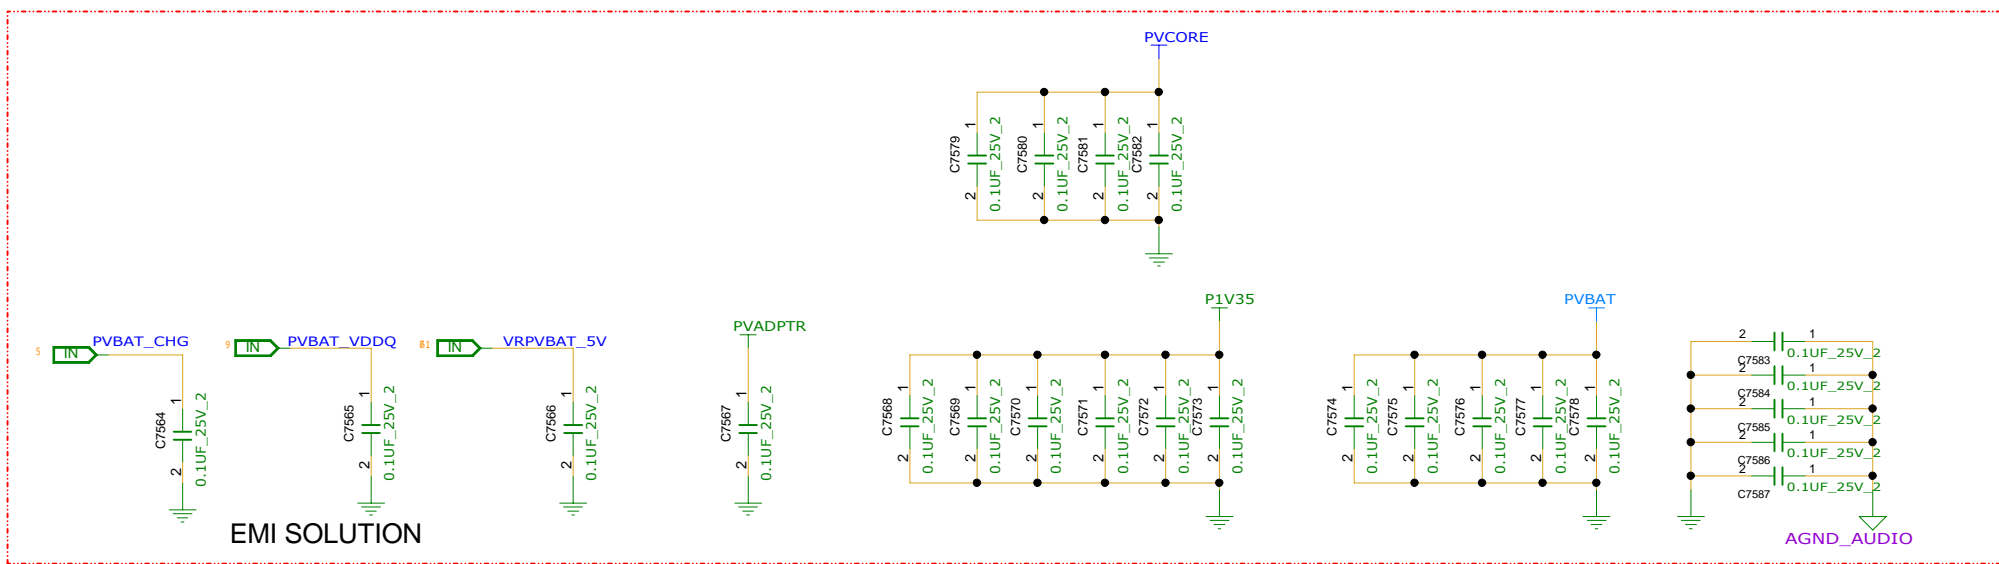 PVCORE
1
1
1
1
C7579
0.1UF_25V_2
C7580
0.1UF_25V_2
C7581
0.1UF_25V_2
C7582
0.1UF_25V_2
2
2
2
2
5
IN
PVBAT_CHG
1
C7564
0.1UF_25V_2
2
9
IN
PVBAT_VDDQ
1
C7565
0.1UF_25V_2
2
IN
VRPVBAT_5V
1
C7566
0.1UF_25V_2
2
PVADPTR
1
C7567
0.1UF_25V_2
2
P1V35
1
1
1
1
1
1
C7568
0.1UF_25V_2
C7569
0.1UF_25V_2
C7570
0.1UF_25V_2
C7571
0.1UF_25V_2
C7572
0.1UF_25V_2
C7573
0.1UF_25V_2
2
2
2
2
2
2
PVBAT
1
1
1
1
1
C7574
0.1UF_25V_2
C7575
0.1UF_25V_2
C7576
0.1UF_25V_2
C7577
0.1UF_25V_2
C7578
0.1UF_25V_2
2
2
2
2
2
2 1
0.1UF_25V_2
C7583
2 1
0.1UF_25V_2
C7584
2 1
0.1UF_25V_2
C7585
2 1
0.1UF_25V_2
C7586
2 1
0.1UF_25V_2
C7587
AGND_AUDIO
EMI SOLUTION